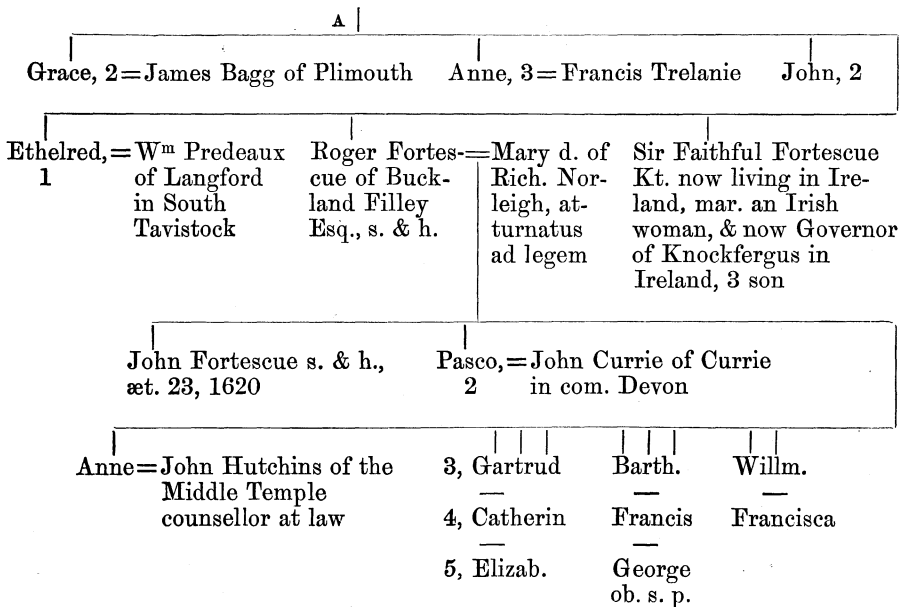 A
Grace, 2=James Bagg of Plimouth Anne, 3=Francis Trelanie John, 2
Ethelred,=Wᵐ Predeaux of Langford in South Tavistock
1
Roger Fortes-=Mary d. of
cue of Buck-
land Filley
Esq., s. & h.
Rich. Nor-
leigh, at-
turnatus
ad legem
Sir Faithful Fortescue
Kt. now living in Ire-
land, mar. an Irish
woman, & now Governor
of Knockfergus in
Ireland, 3 son
John Fortescue s. & h.,
æt. 23, 1620
Pasco,=John Currie of Currie
2 in com. Devon
Anne=John Hutchins of the
Middle Temple
counsellor at law
3, Gartrud
4, Catherin
5, Elizab.
Barth.
Francis
George
ob. s. p.
Willm.
Francisca